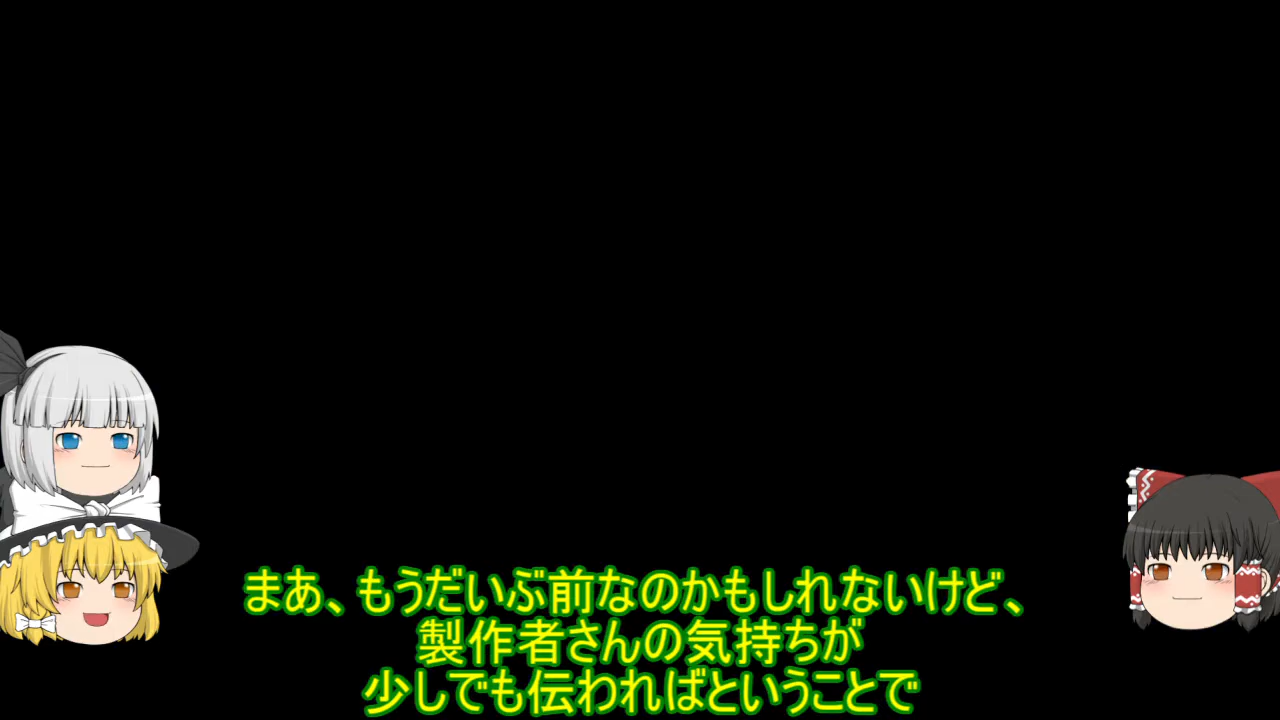 まあ、もうだいぶ前なのかもしれないけど、
製作者さんの気持ちが
少しでも伝わればということで